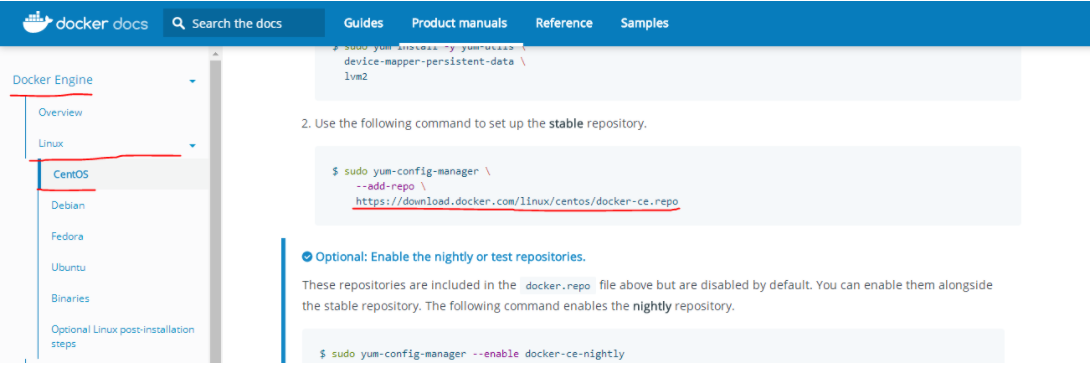 docker docs
Search the docs
Guides
Product manuals
Reference
Samples
Docker Engine
Overview
Linux
CentOS
Debian
Fedora
Ubuntu
Binaries
Optional Linux post-installation
steps
$ sudo yum install -y yum-utils \
device-mapper-persistent-data \
lvm2
2. Use the following command to set up the stable repository.
$ sudo yum-config-manager \
--add-repo \
https://download.docker.com/linux/centos/docker-ce.repo
Optional: Enable the nightly or test repositories.
These repositories are included in the docker.repo file above but are disabled by default. You can enable them alongside
the stable repository. The following command enables the nightly repository.
$ sudo yum-config-manager --enable docker-ce-nightly